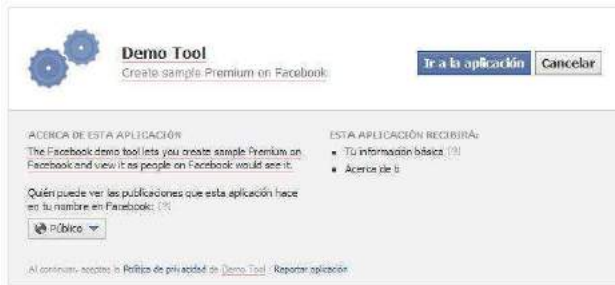 Demo Tool
Create sample Premium on Facebook
Ir a la aplicación Cancelar
ACERCA DE ESTA APLICACIÓN
The Facebook demo tool lets you create sample Premium on
Facebook and view it as people on Facebook would see it.
Quién puede ver las publicaciones que esta aplicación hace
en tu nombre en Facebook: [?]
Público
ESTA APLICACIÓN RECIBIRÁ:
Tu información básica [?]
Acerca de ti
Al continuar, aceptas la Política de privacidad de Demo Tool · Reportar aplicación